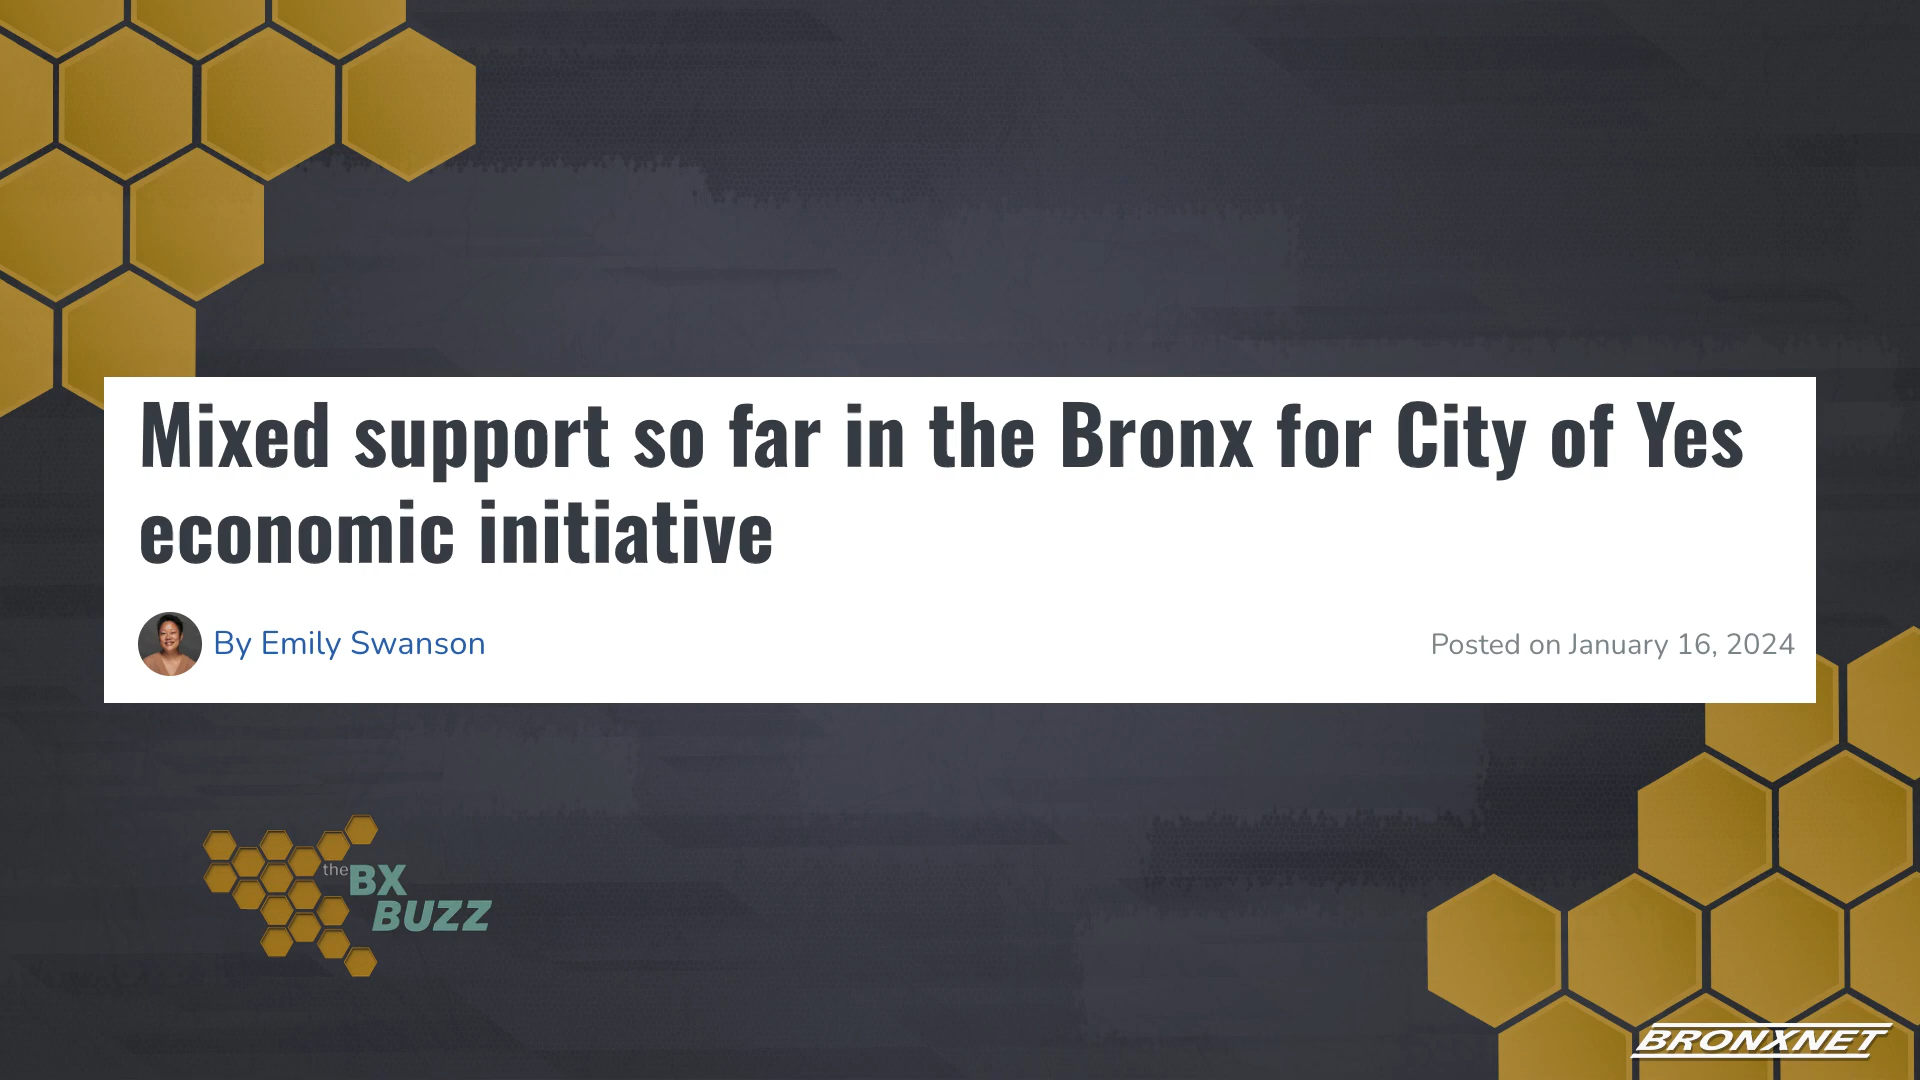 Mixed support so far in the Bronx for City of Yes
economic initiative
By Emily Swanson
Posted on January 16, 2024
the BX
BUZZ
BRONXNET